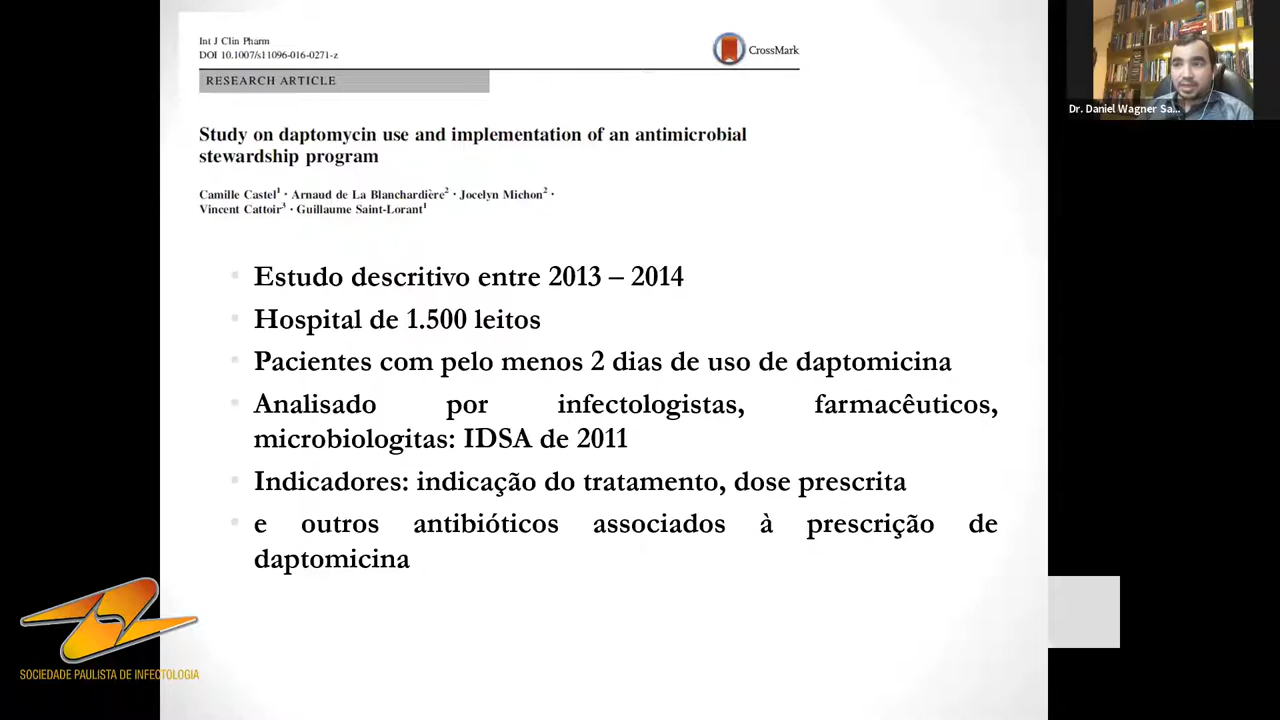 Int J Clin Pharm
DOI 10.1007/s11096-016-0271-z
CrossMark
RESEARCH ARTICLE
Study on daptomycin use and implementation of an antimicrobial
stewardship program
Camille Castel1 · Arnaud de La Blanchardière2 · Jocelyn Michon2 ·
Vincent Cattoir3 · Guillaume Saint-Lorant1
Dr. Daniel Wagner Sa...
Estudo descritivo entre 2013 – 2014
Hospital de 1.500 leitos
Pacientes com pelo menos 2 dias de uso de daptomicina
Analisado por infectologistas, farmacêuticos,
microbiologitas: IDSA de 2011
Indicadores: indicação do tratamento, dose prescrita
e outros antibióticos associados à prescrição de
daptomicina
SOCIEDADE PAULISTA DE INFECTOLOGIA